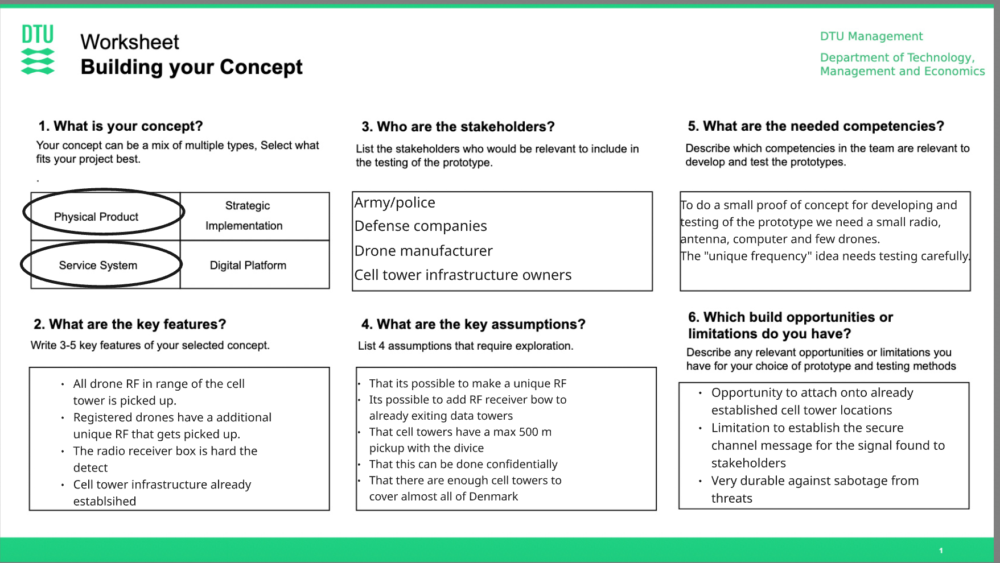 DTU
Worksheet
Building your Concept
DTU Management
Department of Technology,
Management and Economics
1. What is your concept?
Your concept can be a mix of multiple types, Select what
fits your project best.
.
Physical Product
Strategic
Implementation
Service System
Digital Platform
2. What are the key features?
Write 3-5 key features of your selected concept.
• All drone RF in range of the cell
tower is picked up.
• Registered drones have a additional
unique RF that gets picked up.
• The radio receiver box is hard the
detect
• Cell tower infrastructure already
establsihed
3. Who are the stakeholders?
List the stakeholders who would be relevant to include in
the testing of the prototype.
Army/police
Defense companies
Drone manufacturer
Cell tower infrastructure owners
4. What are the key assumptions?
List 4 assumptions that require exploration.
• That its possible to make a unique RF
• Its possible to add RF receiver bow to
already exiting data towers
• That cell towers have a max 500 m
pickup with the divice
• That this can be done confidentially
• That there are enough cell towers to
cover almost all of Denmark
5. What are the needed competencies?
Describe which competencies in the team are relevant to
develop and test the prototypes.
To do a small proof of concept for developing and
testing of the prototype we need a small radio,
antenna, computer and few drones.
The "unique frequency" idea needs testing carefully.
6. Which build opportunities or
limitations do you have?
Describe any relevant opportunities or limitations you
have for your choice of prototype and testing methods
• Opportunity to attach onto already
established cell tower locations
• Limitation to establish the secure
channel message for the signal found to
stakeholders
• Very durable against sabotage from
threats
1